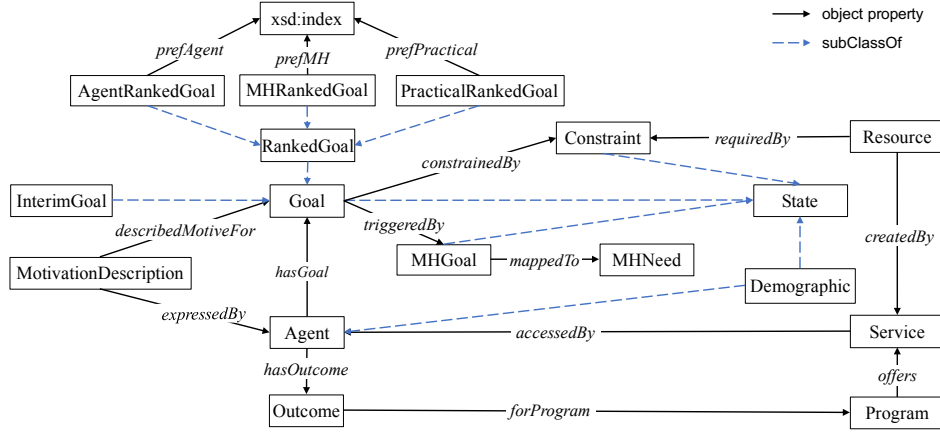 xsd:index
object property
subClassOf
prefAgent
prefMH
prefPractical
AgentRankedGoal
MHRankedGoal
PracticalRankedGoal
RankedGoal
constrainedBy
Constraint
requiredBy
Resource
InterimGoal
Goal
State
describedMotiveFor
triggeredBy
createdBy
MotivationDescription
hasGoal
MHGoal
mappedTo
MHNeed
Demographic
expressedBy
Agent
accessedBy
Service
hasOutcome
offers
Outcome
forProgram
Program